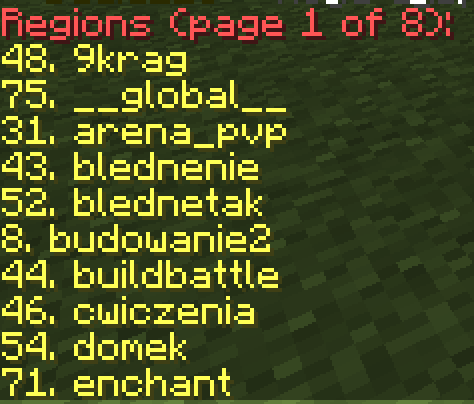 Regions (page 1 of 8):
48. 9krag
75. __global__
31. arena_pvp
43. blednenie
52. blednetak
8. budowanie2
44. buildbattle
46. cwiczenia
54. domek
71. enchant